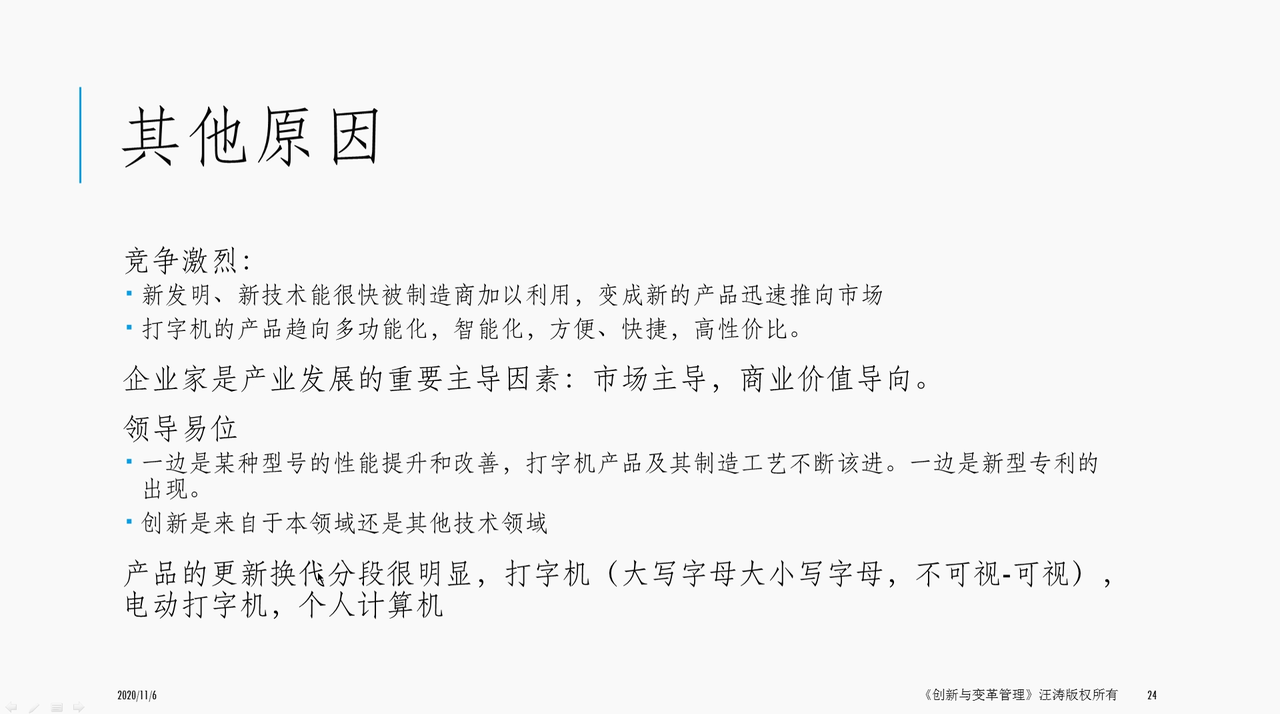 其他原因
竞争激烈：
新发明、新技术能很快被制造商加以利用，变成新的产品迅速推向市场
打字机的产品趋向多功能化，智能化，方便、快捷，高性价比。
企业家是产业发展的重要主导因素：市场主导，商业价值导向。
领导易位
一边是某种型号的性能提升和改善，打字机产品及其制造工艺不断该进。一边是新型专利的
出现。
创新是来自于本领域还是其他技术领域
产品的更新换代分段很明显，打字机（大写字母大小写字母，不可视-可视），
电动打字机，个人计算机
2020/11/6
《创新与变革管理》汪涛版权所有
24